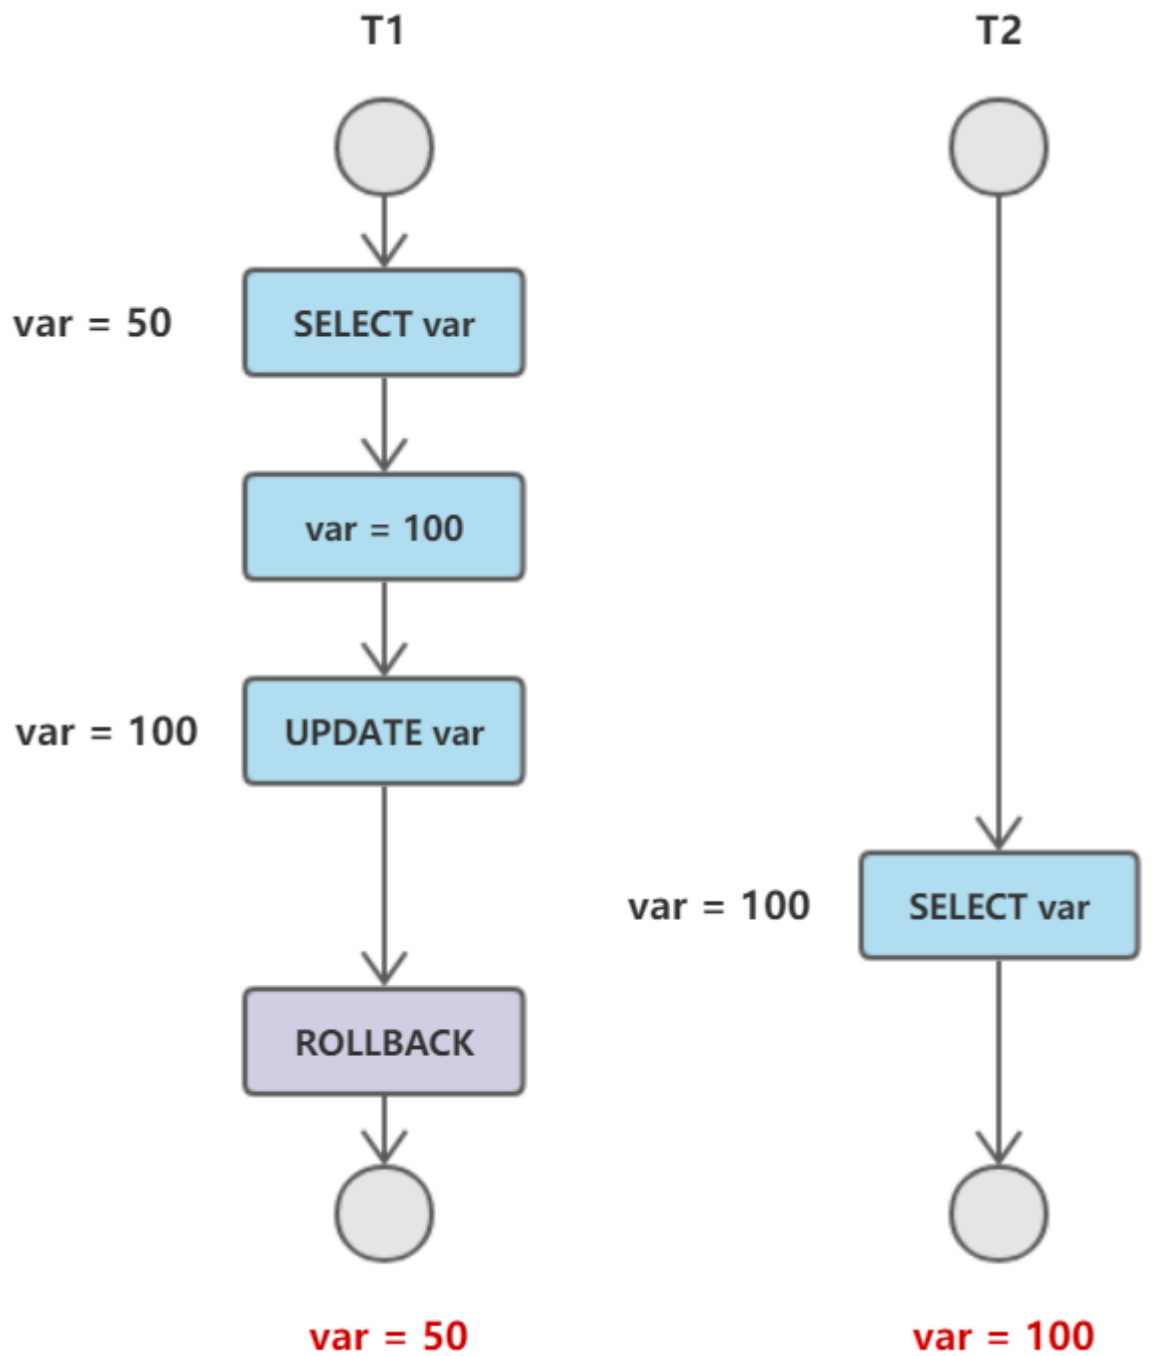 T1
T2
var = 50
SELECT var
var = 100
var = 100
UPDATE var
var = 100
SELECT var
ROLLBACK
var = 50
var = 100